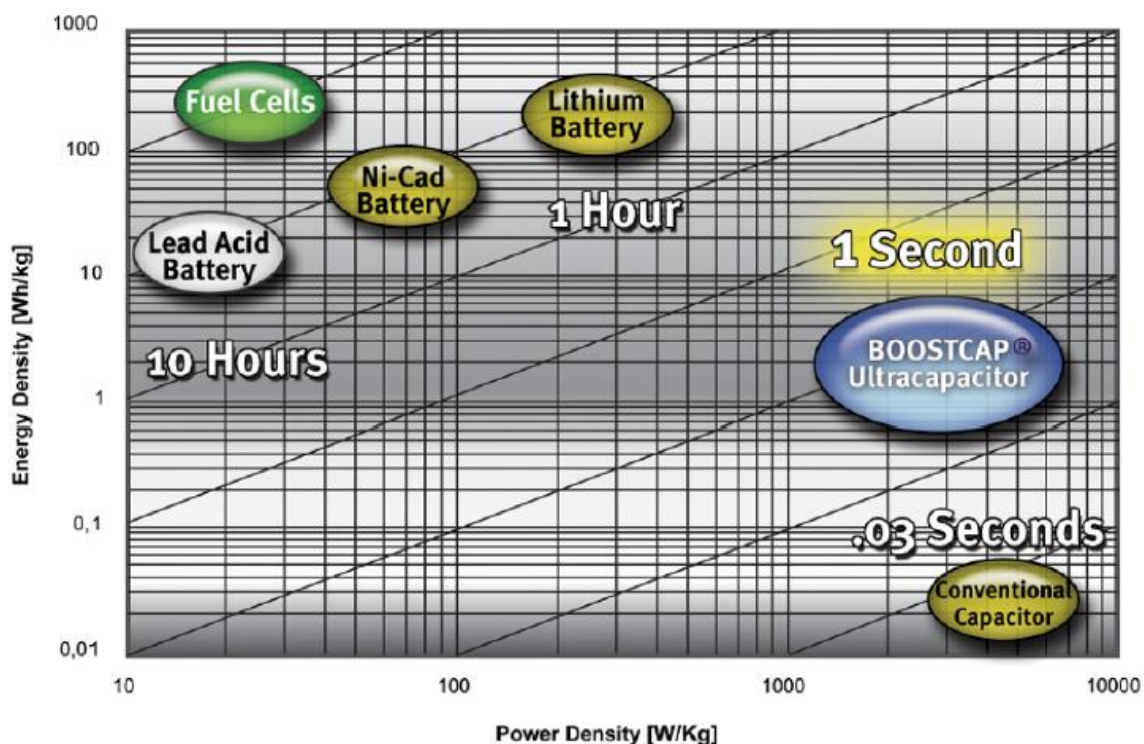 1000
100
10
1
0,1
0,01
Energy Density [Wh/kg]
Fuel Cells
Lithium
Battery
Ni-Cad
Battery
1 Hour
Lead Acid
Battery
1 Second
10 Hours
BOOSTCAP®
Ultracapacitor
.03 Seconds
Conventional
Capacitor
10
100
1000
10000
Power Density [W/Kg]